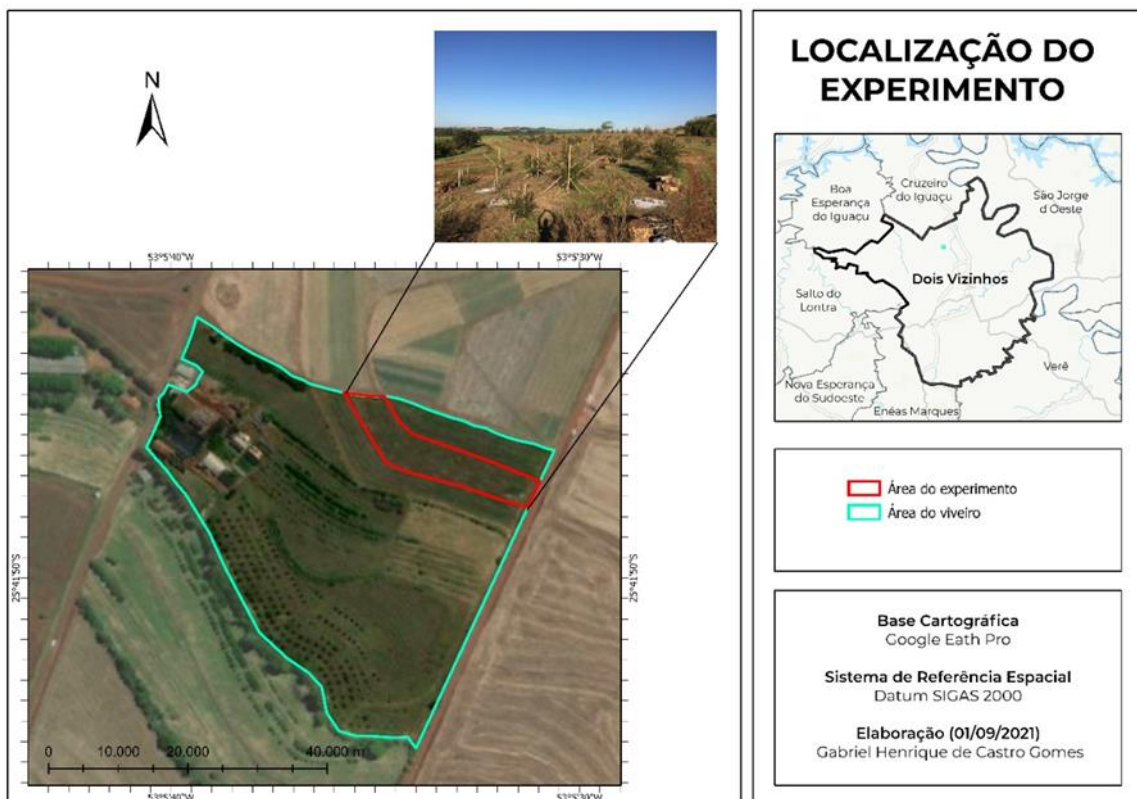 N
53°5'40"W
53°5'30"W
25°41'50"S
25°41'50"S
0
10.000
20.000
40.000 m
53°5'40"W
53°5'30"W
LOCALIZAÇÃO DO
EXPERIMENTO
Boa
Esperança
do Iguaçu
Cruzeiro
do Iguaçu
São Jorge
d Oeste
Dois Vizinhos
Salto do
Lontra
Verê
Nova Esperança
do Sudoeste
Enéas Marques
Área do experimento
Área do viveiro
Base Cartográfica
Google Eath Pro
Sistema de Referência Espacial
Datum SIGAS 2000
Elaboração (01/09/2021)
Gabriel Henrique de Castro Gomes